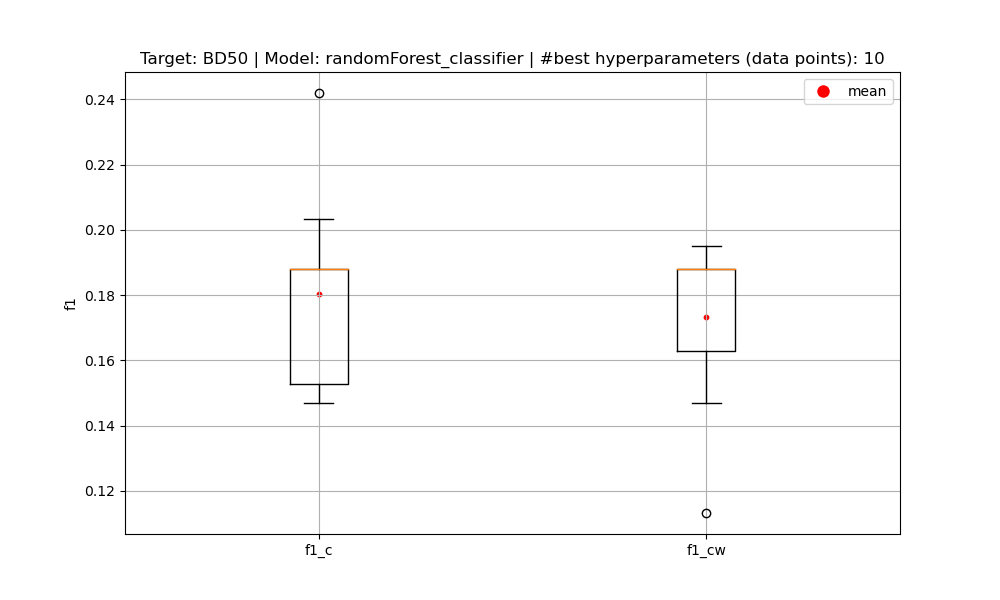 Target: BD50 | Model: randomForest_classifier | #best hyperparameters (data points): 10
mean
0.24
0.22
0.20
0.18
0.16
0.14
0.12
f1
f1_c
f1_cw